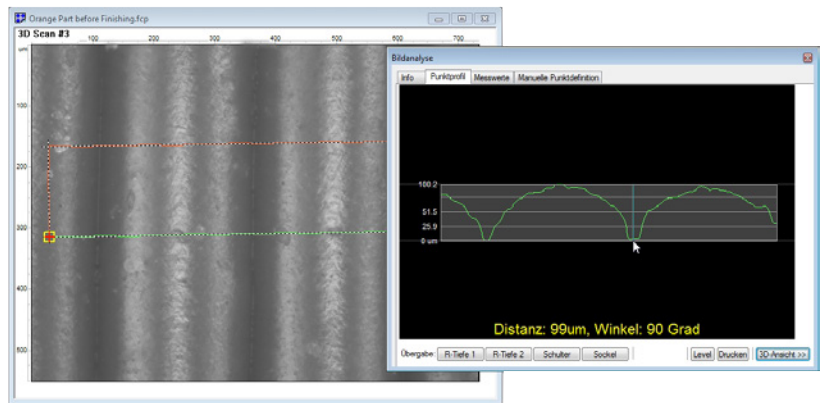 Orange Part before Finishing.fcp
3D Scan #3
um
100
200
300
400
500
600
700
100
200
300
400
500
Bildanalyse
Info
Punktprofil
Messwerte
Manuelle Punktdefinition
100.2
51.5
25.9
0 um
Distanz: 99um, Winkel: 90 Grad
Übergabe:
R-Tiefe 1
R-Tiefe 2
Schulter
Sockel
Level
Drucken
3D-Ansicht >>